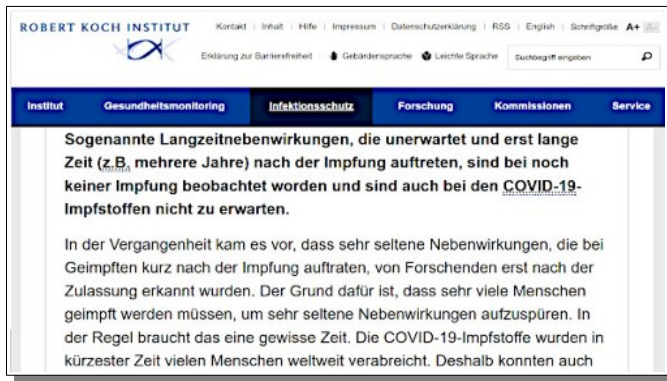 ROBERT KOCH INSTITUT
Kontakt | Inhalt | Hilfe | Impressum | Datenschutzerklärung | RSS | English | Schriftgröße A+ A-
Erklärung zur Barrierefreiheit | Gebärdensprache Leichte Sprache Suchbegriff eingeben
Institut Gesundheitsmonitoring Infektionsschutz Forschung Kommissionen Service
Sogenannte Langzeitnebenwirkungen, die unerwartet und erst lange
Zeit (z.B. mehrere Jahre) nach der Impfung auftreten, sind bei noch
keiner Impfung beobachtet worden und sind auch bei den COVID-19-
Impfstoffen nicht zu erwarten.
In der Vergangenheit kam es vor, dass sehr seltene Nebenwirkungen, die bei
Geimpften kurz nach der Impfung auftraten, von Forschenden erst nach der
Zulassung erkannt wurden. Der Grund dafür ist, dass sehr viele Menschen
geimpft werden müssen, um sehr seltene Nebenwirkungen aufzuspüren. In
der Regel braucht das eine gewisse Zeit. Die COVID-19-Impfstoffe wurden in
kürzester Zeit vielen Menschen weltweit verabreicht. Deshalb konnten auch